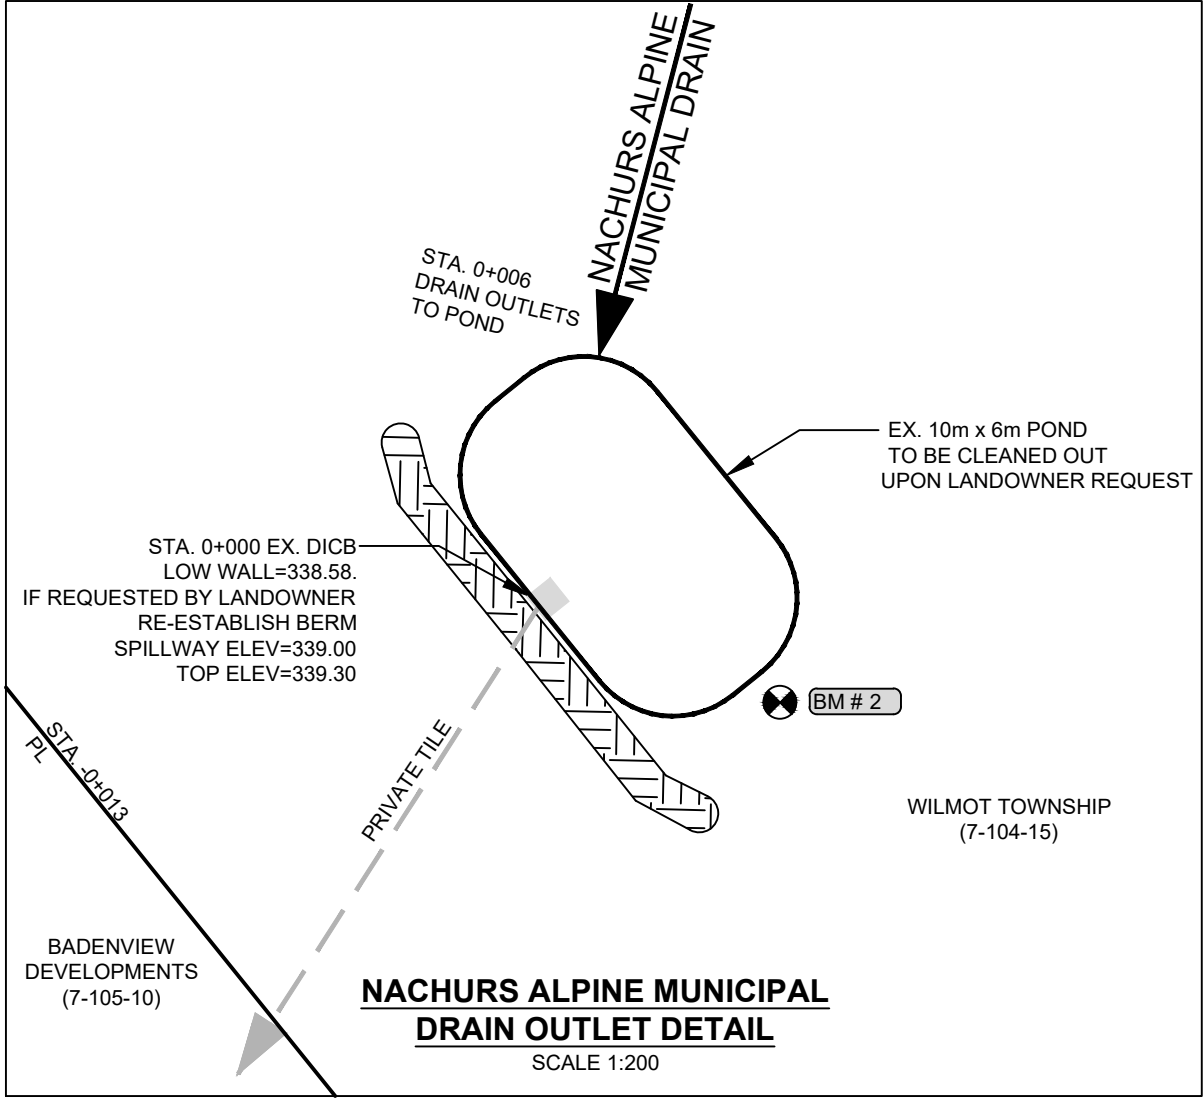 NACHURS ALPINE
MUNICIPAL DRAIN
STA. 0+006
DRAIN OUTLETS
TO POND
EX. 10m x 6m POND
TO BE CLEANED OUT
UPON LANDOWNER REQUEST
STA. 0+000 EX. DICB
LOW WALL=338.58.
IF REQUESTED BY LANDOWNER
RE-ESTABLISH BERM
SPILLWAY ELEV=339.00
TOP ELEV=339.30
BM # 2
STA. -0+013
PL
PRIVATE TILE
WILMOT TOWNSHIP
(7-104-15)
BADENVIEW
DEVELOPMENTS
(7-105-10)
NACHURS ALPINE MUNICIPAL
DRAIN OUTLET DETAIL
SCALE 1:200